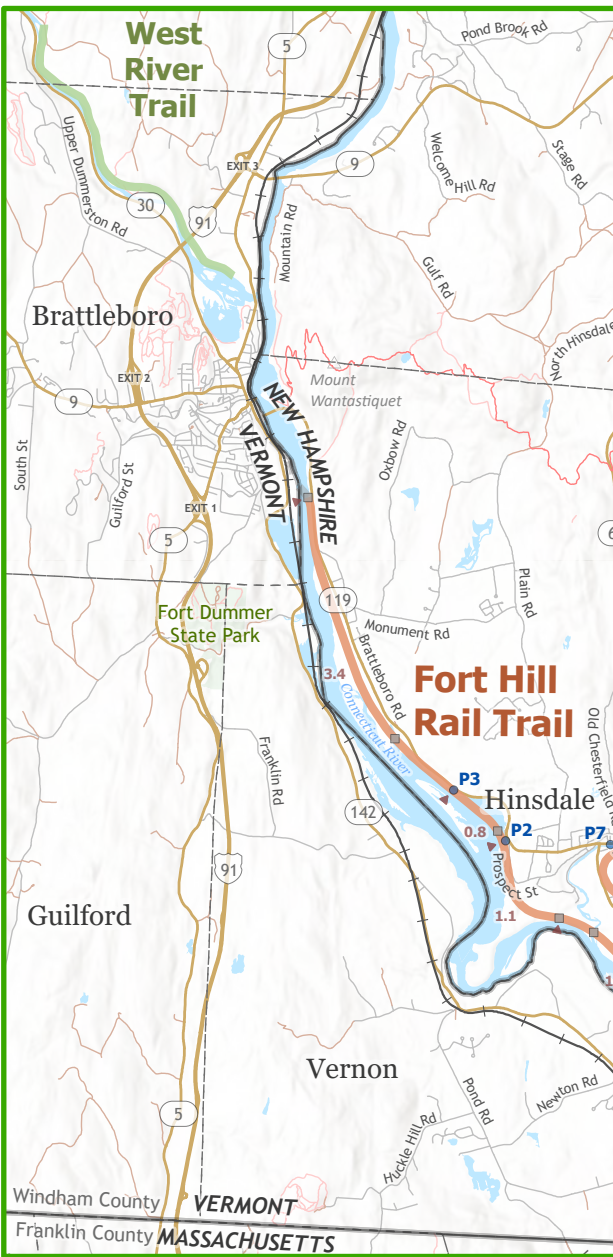 West
River
Trail
5
Pond Brook Rd
Upper Dummerston Rd
EXIT 3
9
Welcome
Hill Rd
Stage Rd
30
91
Mountain Rd
Gulf Rd
Brattleboro
North Hinsdale
EXIT 2
Mount
Wantastiquet
9
NEW HAMPSHIRE
VERMONT
South St
Guilford St
Oxbow Rd
EXIT 1
5
6
Plain Rd
119
Fort Dummer
State Park
Monument Rd
Brattleboro Rd
3.4
Connecticut River
Fort Hill
Rail Trail
Old Chesterfield Rd
Franklin Rd
P3
Hinsdale
142
0.8
P2
P7
Prospect St
91
Guilford
1.1
1
Vernon
Pond Rd
Newton Rd
5
Huckle Hill Rd
Windham County
VERMONT
Franklin County
MASSACHUSETTS